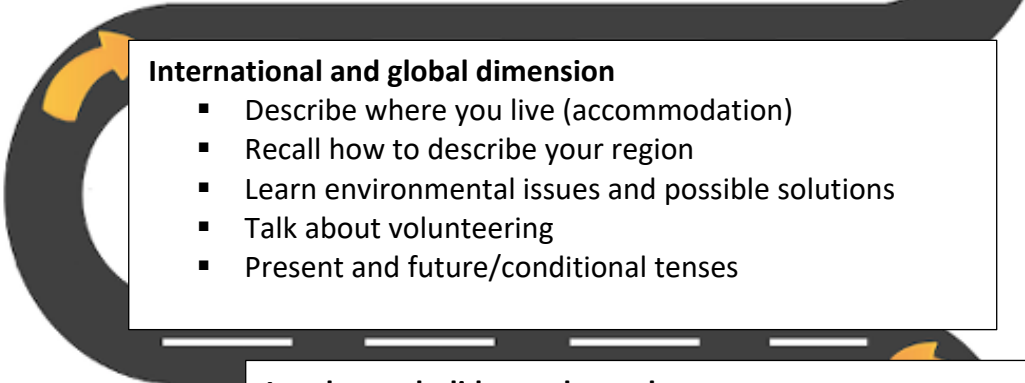 International and global dimension
▪ Describe where you live (accommodation)
▪ Recall how to describe your region
▪ Learn environmental issues and possible solutions
▪ Talk about volunteering
▪ Present and future/conditional tenses